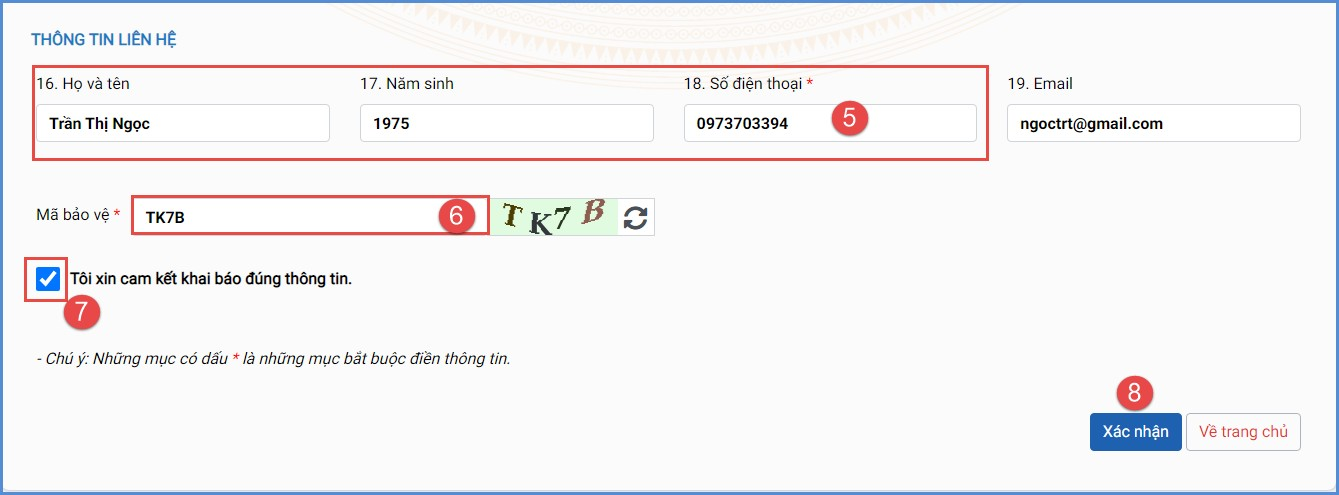 THÔNG TIN LIÊN HỆ
16. Họ và tên 17. Năm sinh 18. Số điện thoại * 19. Email
Trần Thị Ngọc 1975 0973703394 5 ngoctrt@gmail.com
Mã bảo vệ * TK7B 6 TK7B
Tôi xin cam kết khai báo đúng thông tin.
7
- Chú ý: Những mục có dấu * là những mục bắt buộc điền thông tin.
8
Xác nhận Về trang chủ